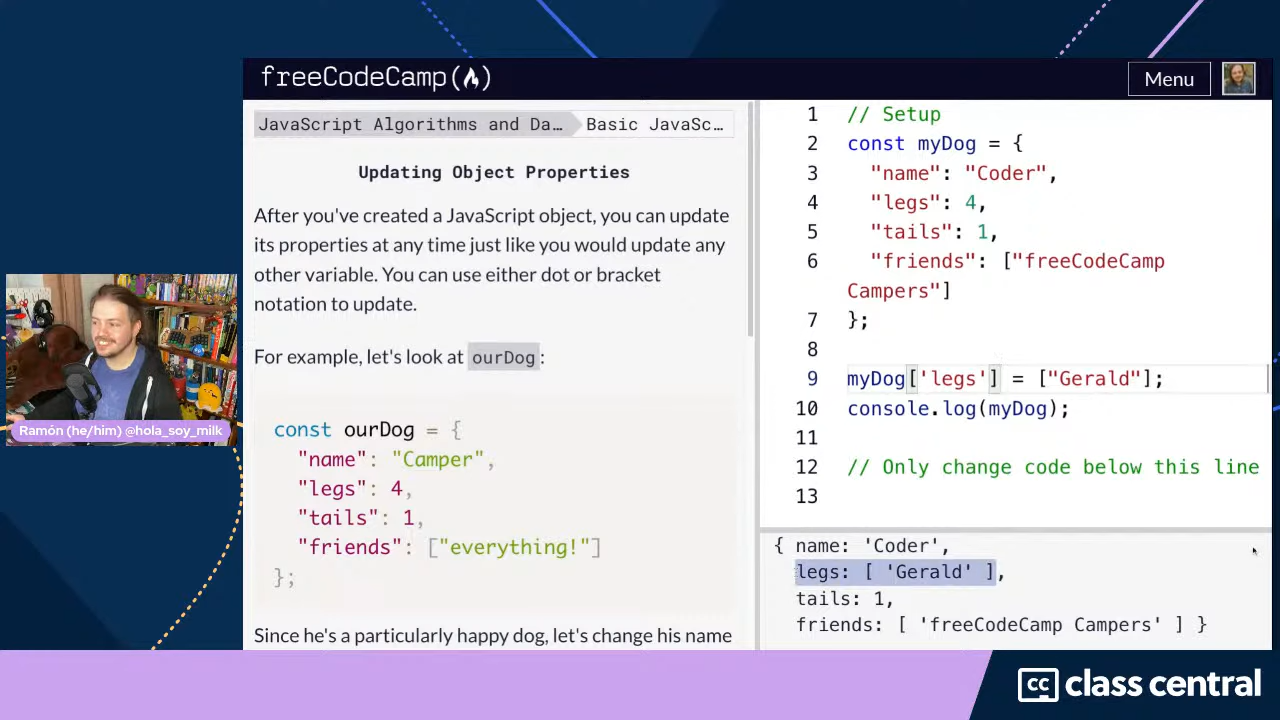 freeCodeCamp(🔥)
Menu
JavaScript Algorithms and Da…
Basic JavaSc…
Updating Object Properties
After you've created a JavaScript object, you can update
its properties at any time just like you would update any
other variable. You can use either dot or bracket
notation to update.
For example, let's look at ourDog:
const ourDog = {
"name": "Camper",
"legs": 4,
"tails": 1,
"friends": ["everything!"]
};
Since he's a particularly happy dog, let's change his name
1 // Setup
2 const myDog = {
3 "name": "Coder",
4 "legs": 4,
5 "tails": 1,
6 "friends": ["freeCodeCamp
Campers"]
7 };
8
9 myDog['legs'] = ["Gerald"];
10 console.log(myDog);
11
12 // Only change code below this line
13
{ name: 'Coder',
legs: [ 'Gerald' ],
tails: 1,
friends: [ 'freeCodeCamp Campers' ] }
Ramón (he/him) @hola_soy_milk
cc class central